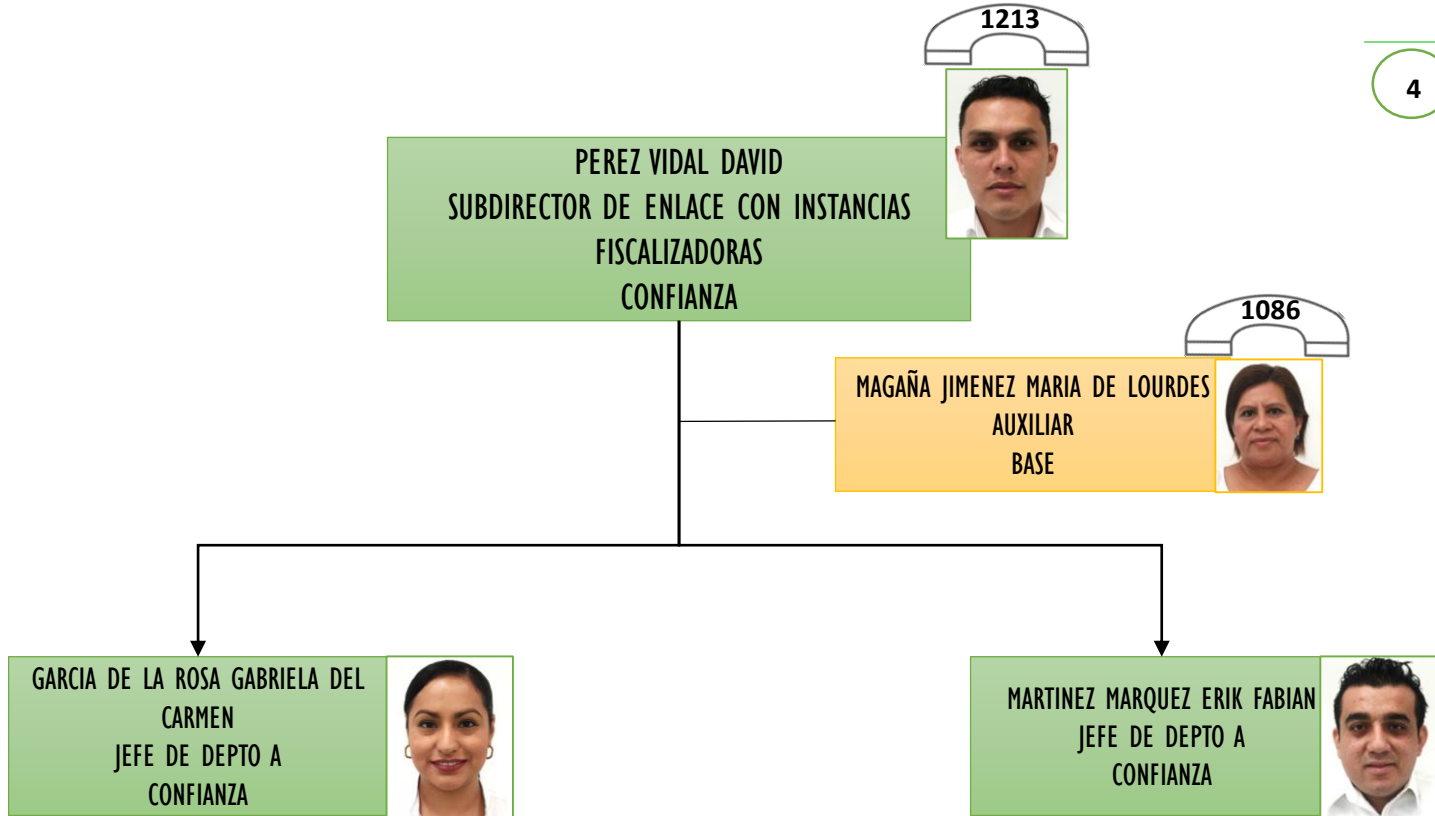 1213
4
PEREZ VIDAL DAVID
SUBDIRECTOR DE ENLACE CON INSTANCIAS
FISCALIZADORAS
CONFIANZA
1086
MAGAÑA JIMENEZ MARIA DE LOURDES
AUXILIAR
BASE
GARCIA DE LA ROSA GABRIELA DEL
CARMEN
JEFE DE DEPTO A
CONFIANZA
MARTINEZ MARQUEZ ERIK FABIAN
JEFE DE DEPTO A
CONFIANZA